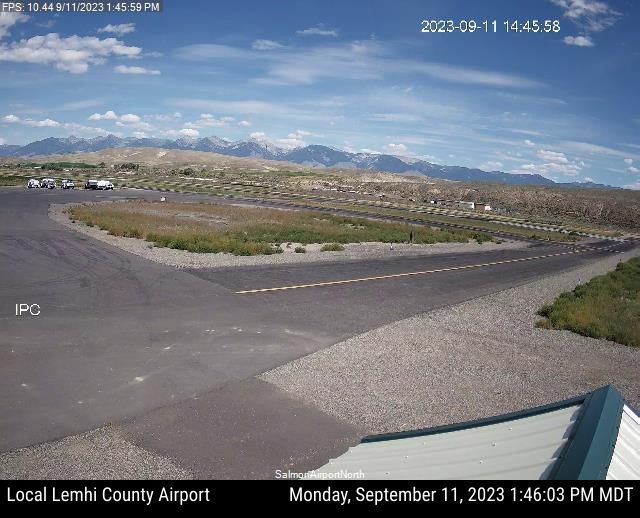 FPS: 10.44 9/11/2023 1:45:59 PM
2023-09-11 14:45:58
IPC
SalmonAirportNorth
Local Lemhi County Airport Monday, September 11, 2023 1:46:03 PM MDT